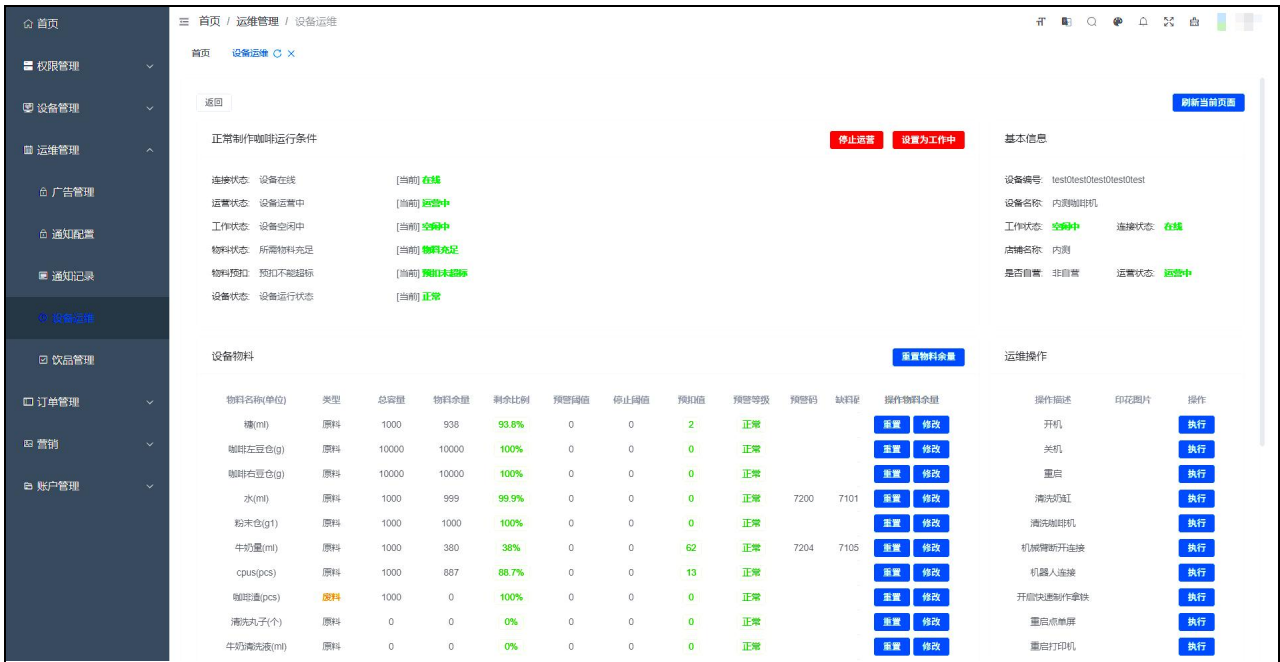 首页
权限管理
设备管理
运维管理
广告管理
通知配置
通知记录
设备运维
饮品管理
订单管理
营销
账户管理
首页 / 运维管理 / 设备运维
首页 设备运维
返回 刷新当前页面
正常制作咖啡运行条件 停止运营 设置为工作中
连接状态: 设备在线 [当前] 在线
运营状态: 设备运营中 [当前] 运营中
工作状态: 设备空闲中 [当前] 空闲中
物料状态: 所需物料充足 [当前] 物料充足
物料预扣: 预扣不能超标 [当前] 预扣未超标
设备状态: 设备运行状态 [当前] 正常
基本信息
设备编号: test0test0test0test0test
设备名称: 内测咖啡机
工作状态: 空闲中 连接状态: 在线
店铺名称: 内测
是否自营: 非自营 运营状态: 运营中
设备物料 重置物料余量
物料名称(单位) 类型 总容量 物料余量 剩余比例 预警阈值 停止阈值 预扣值 预警等级 预警码 操作物料余量
糖(ml) 原料 1000 938 93.8% 0 0 2 正常 重置 修改
咖啡左豆仓(g) 原料 10000 10000 100% 0 0 0 正常 重置 修改
咖啡右豆仓(g) 原料 10000 10000 100% 0 0 0 正常 重置 修改
水(ml) 原料 1000 999 99.9% 0 0 0 正常 7200 7101 重置 修改
粉末仓(g1) 原料 1000 1000 100% 0 0 0 正常 重置 修改
牛奶量(ml) 原料 1000 380 38% 0 0 62 正常 7204 7105 重置 修改
cpus(pcs) 原料 1000 887 88.7% 0 0 13 正常 重置 修改
咖啡渣(pcs) 废料 1000 0 100% 0 0 0 正常 重置 修改
清洗丸子(个) 原料 0 0 0% 0 0 0 正常 重置 修改
牛奶清洗液(ml) 原料 0 0 0% 0 0 0 正常 重置 修改
运维操作
操作描述 印花图片 操作
开机 执行
关机 执行
重启 执行
清洗奶缸 执行
清洗咖啡机 执行
机械臂断开连接 执行
机器人连接 执行
开启快速制作拿铁 执行
重启点单屏 执行
重启打印机 执行